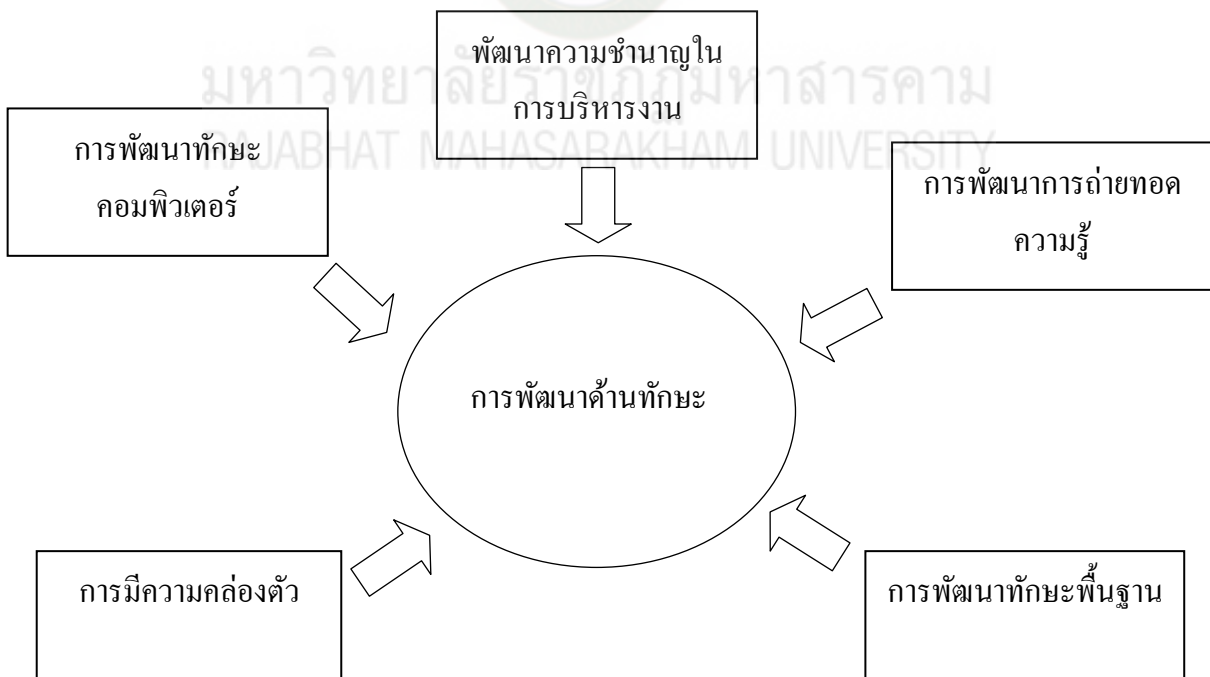 พัฒนาความชำนาญใน
การบริหารงาน
มหาวิทยาลัยราชภัฏมหาสารคาม
RAJABHAT MAHASARAKHAM UNIVERSITY
การพัฒนาทักษะ
คอมพิวเตอร์
การพัฒนาการถ่ายทอด
ความรู้
การพัฒนาด้านทักษะ
การมีความคล่องตัว
การพัฒนาทักษะพื้นฐาน